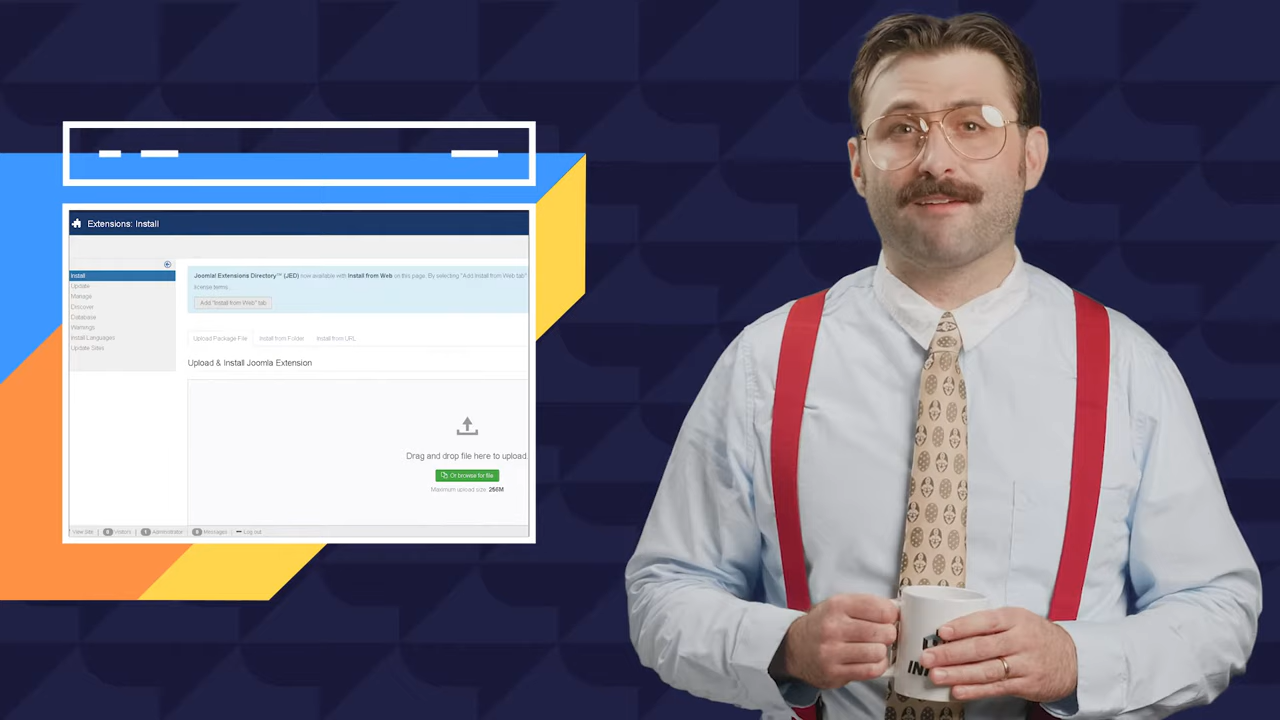 Extensions: Install
Install
Update
Manage
Discover
Database
Warnings
Install Languages
Update Sites
Joomla! Extensions Directory™ (JED) now available with Install from Web on this page. By selecting "Add Install from Web tab"
license terms.
Add "Install from Web" tab
Upload Package File Install from Folder Install from URL
Upload & Install Joomla Extension
Drag and drop file here to upload.
Or browse for file
Maximum upload size: 256M
View Site 0 Visitors 1 Administrator 0 Messages Log out